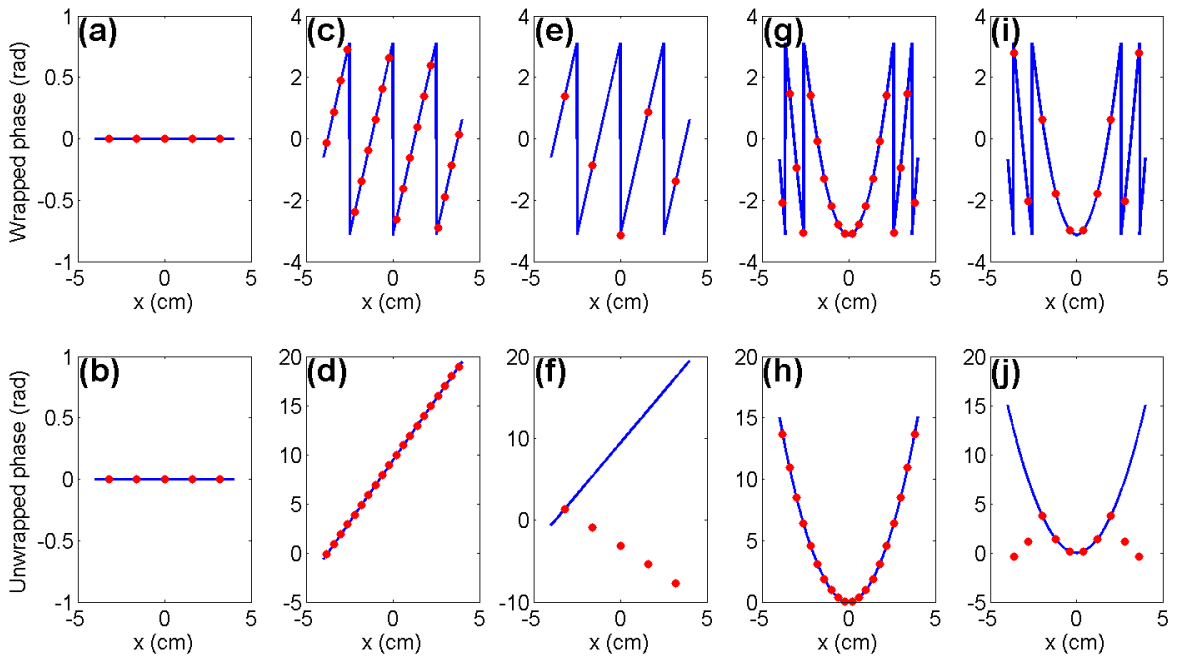 (a) (c) (e) (g) (i)
Wrapped phase (rad)
1 0.5 0 -0.5 -1
4 2 0 -2 -4
4 2 0 -2 -4
4 2 0 -2 -4
4 2 0 -2 -4
-5 0 5 -5 0 5 -5 0 5 -5 0 5 -5 0 5
x (cm) x (cm) x (cm) x (cm) x (cm)
(b) (d) (f) (h) (j)
Unwrapped phase (rad)
1 0.5 0 -0.5 -1
20 15 10 5 0 -5
20 10 0 -10
20 15 10 5 0
20 15 10 5 0 -5
-5 0 5 -5 0 5 -5 0 5 -5 0 5 -5 0 5
x (cm) x (cm) x (cm) x (cm) x (cm)